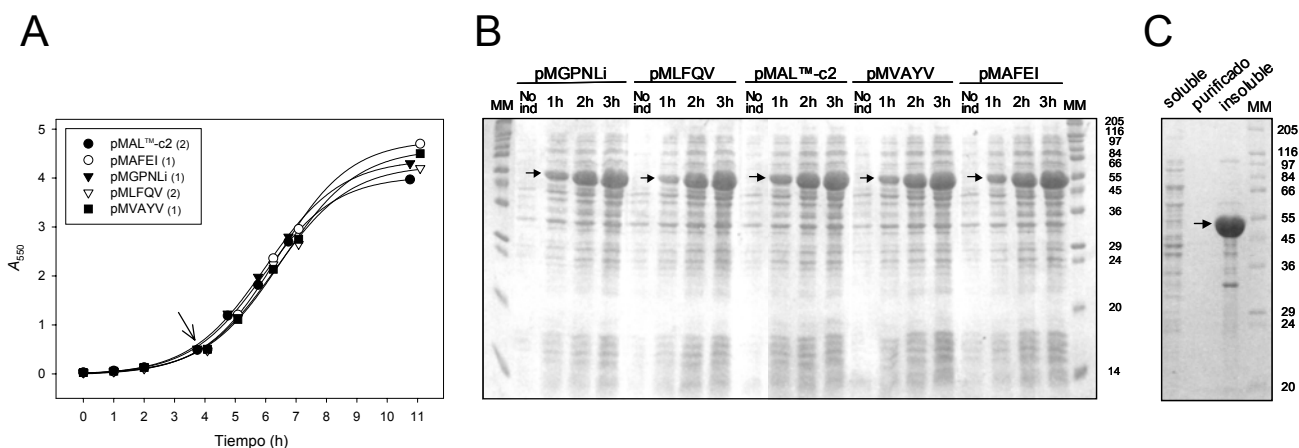 A
5
4
3
2
1
0
A550
pMAL™-c2 (2)
pMAFEI (1)
pMGPNLi (1)
pMLFQV (2)
pMVAYV (1)
0 1 2 3 4 5 6 7 8 9 10 11
Tiempo (h)
B
pMGPNLi pMLFQV pMAL™-c2 pMVAYV pMAFEI
MM No ind 1h 2h 3h No ind 1h 2h 3h No ind 1h 2h 3h No ind 1h 2h 3h No ind 1h 2h 3h MM
205
116
97
84
66
55
45
36
29
24
20
14
C
soluble
purificado
insoluble
MM
205
116
97
84
66
55
45
36
29
24
20